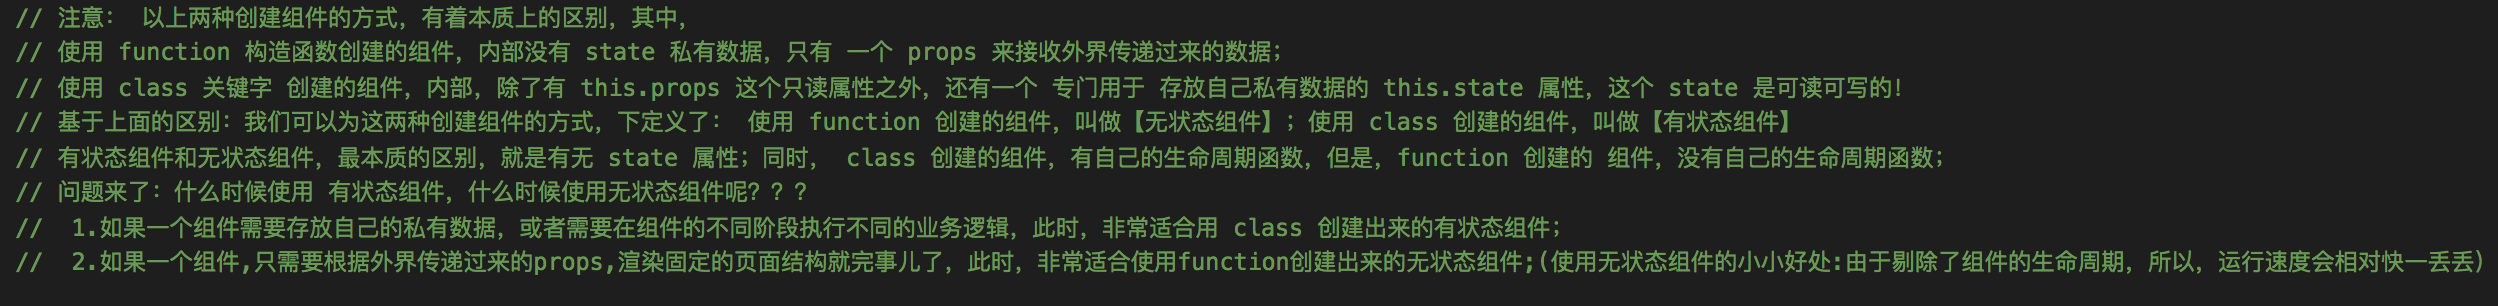 // 注意： 以上两种创建组件的方式，有着本质上的区别，其中，
// 使用 function 构造函数创建的组件，内部没有 state 私有数据，只有 一个 props 来接收外界传递过来的数据；
// 使用 class 关键字 创建的组件，内部，除了有 this.props 这个只读属性之外，还有一个 专门用于 存放自己私有数据的 this.state 属性，这个 state 是可读可写的！
// 基于上面的区别：我们可以为这两种创建组件的方式，下定义了： 使用 function 创建的组件，叫做【无状态组件】；使用 class 创建的组件，叫做【有状态组件】
// 有状态组件和无状态组件，最本质的区别，就是有无 state 属性；同时， class 创建的组件，有自己的生命周期函数，但是，function 创建的 组件，没有自己的生命周期函数；
// 问题来了：什么时候使用 有状态组件，什么时候使用无状态组件呢？？？
//  1.如果一个组件需要存放自己的私有数据，或者需要在组件的不同阶段执行不同的业务逻辑，此时，非常适合用 class 创建出来的有状态组件；
//  2.如果一个组件,只需要根据外界传递过来的props,渲染固定的页面结构就完事儿了，此时，非常适合使用function创建出来的无状态组件;(使用无状态组件的小小好处:由于剔除了组件的生命周期，所以，运行速度会相对快一丢丢)